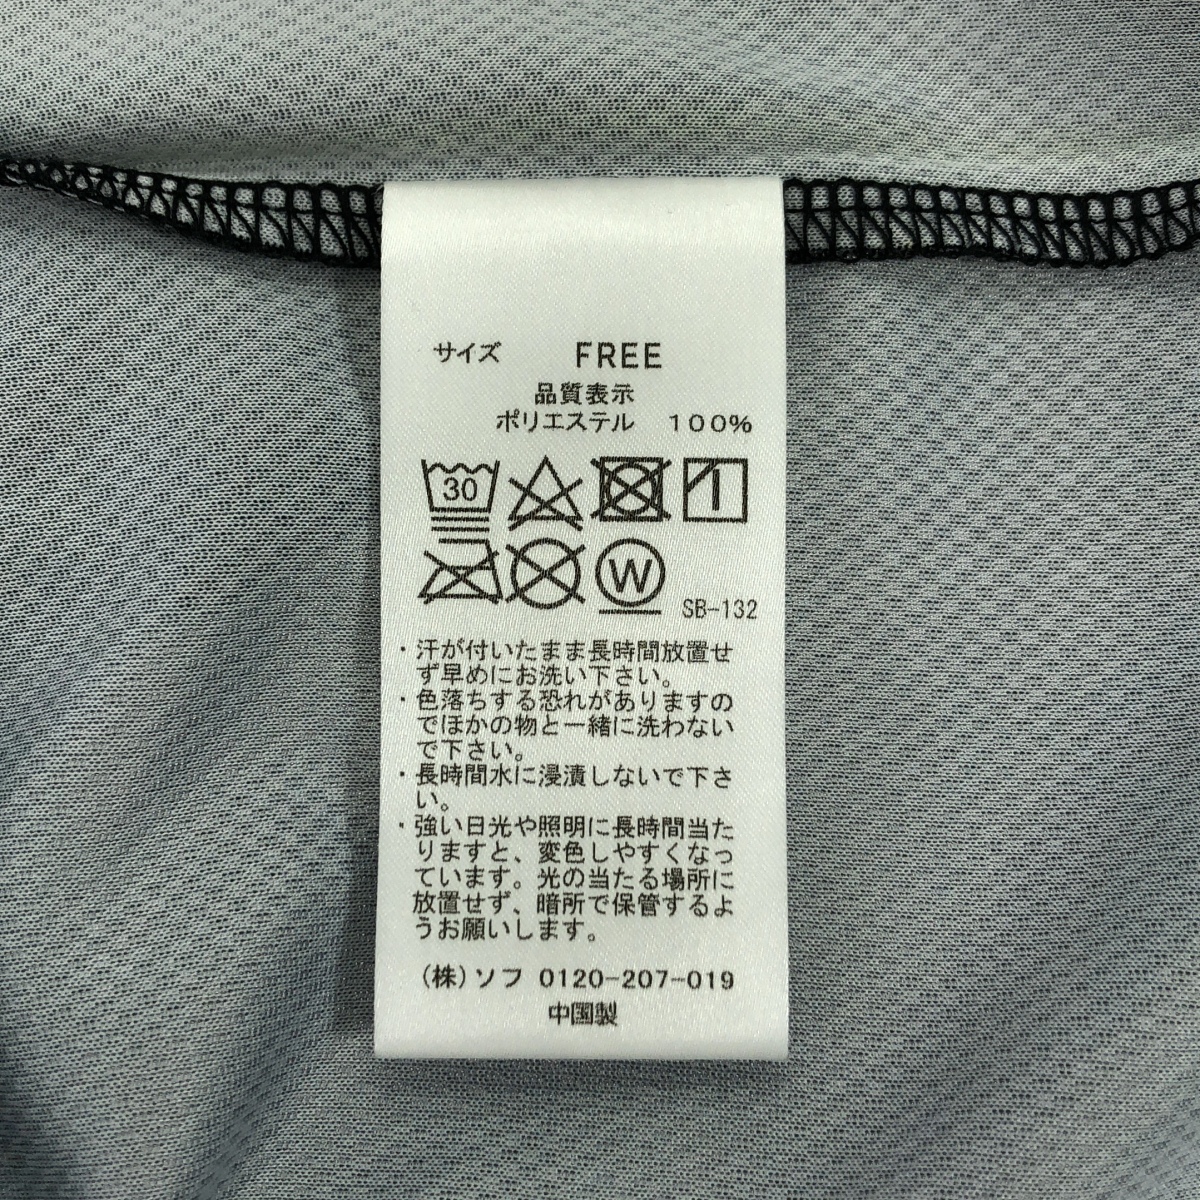 サイズ FREE
品質表示
ポリエステル 100%
30
W
SB-132
・汗が付いたまま長時間放置せ
ず早めにお洗い下さい。
・色落ちする恐れがありますの
でほかの物と一緒に洗わない
で下さい。
・長時間水に浸漬しないで下さ
い。
・強い日光や照明に長時間当た
りますと、変色しやすくなっ
ています。光の当たる場所に
放置せず、暗所で保管するよ
うお願いします。
(株)ソフ 0120-207-019
中国製